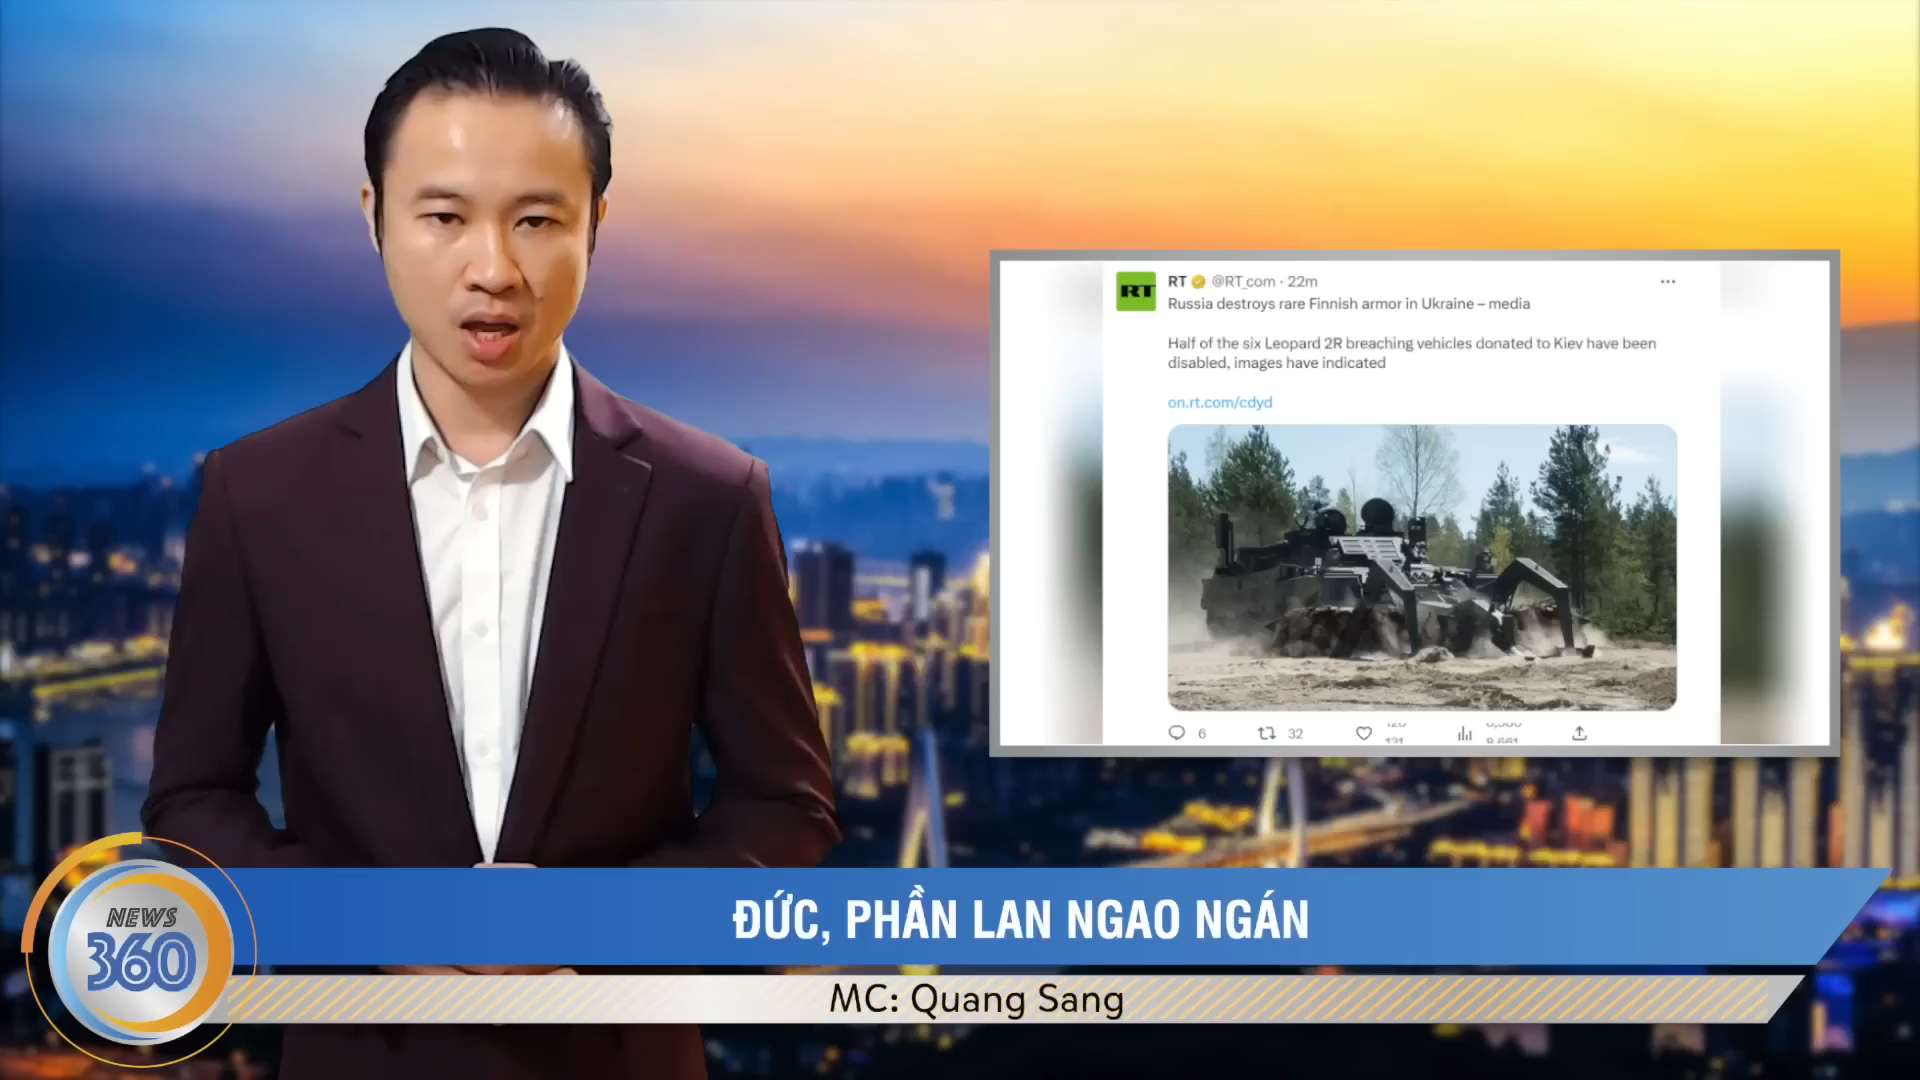 RT @RT_com · 22m
Russia destroys rare Finnish armor in Ukraine – media
Half of the six Leopard 2R breaching vehicles donated to Kiev have been
disabled, images have indicated
on.rt.com/cdyd
6 32
RT
ĐỨC, PHẦN LAN NGAO NGÁN
NEWS
360
MC: Quang Sang